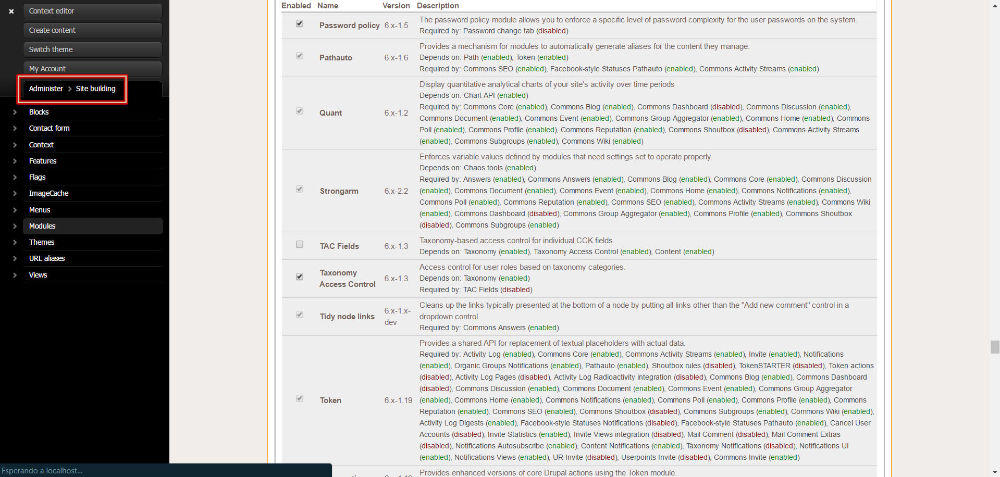 Context editor
Create content
Switch theme
My Account
Administer > Site building
Blocks
Contact form
Context
Features
Flags
ImageCache
Menus
Modules
Themes
URL aliases
Views
Esperando a localhost...
Enabled Name Version Description
Password policy 6.x-1.5
The password policy module allows you to enforce a specific level of password complexity for the user passwords on the system.
Required by: Password change tab (disabled)
Pathauto 6.x-1.6
Provides a mechanism for modules to automatically generate aliases for the content they manage.
Depends on: Path (enabled), Token (enabled)
Required by: Commons SEO (enabled), Facebook-style Statuses Pathauto (enabled), Commons Activity Streams (enabled)
Quant 6.x-1.2
Display quantitative analytical charts of your site's activity over time periods
Depends on: Chart API (enabled)
Required by: Commons Core (enabled), Commons Blog (enabled), Commons Dashboard (disabled), Commons Discussion (enabled),
Commons Document (enabled), Commons Event (enabled), Commons Group Aggregator (enabled), Commons Home (enabled), Commons
Poll (enabled), Commons Profile (enabled), Commons Reputation (enabled), Commons Shoutbox (disabled), Commons Activity Streams
(enabled), Commons Subgroups (enabled), Commons Wiki (enabled)
Strongarm 6.x-2.2
Enforces variable values defined by modules that need settings set to operate properly.
Depends on: Chaos tools (enabled)
Required by: Answers (enabled), Commons Answers (enabled), Commons Blog (enabled), Commons Core (enabled), Commons Discussion
(enabled), Commons Document (enabled), Commons Event (enabled), Commons Home (enabled), Commons Notifications (enabled),
Commons Poll (enabled), Commons Reputation (enabled), Commons SEO (enabled), Commons Activity Streams (enabled), Commons Wiki
(enabled), Commons Dashboard (disabled), Commons Group Aggregator (enabled), Commons Profile (enabled), Commons Shoutbox
(disabled), Commons Subgroups (enabled)
TAC Fields 6.x-1.3
Taxonomy-based access control for individual CCK fields.
Depends on: Taxonomy (enabled), Taxonomy Access Control (enabled), Content (enabled)
Taxonomy
Access Control 6.x-1.3
Access control for user roles based on taxonomy categories.
Depends on: Taxonomy (enabled)
Required by: TAC Fields (disabled)
Tidy node links 6.x-1.x-
dev
Cleans up the links typically presented at the bottom of a node by putting all links other than the "Add new comment" control in a
dropdown control.
Required by: Commons Answers (enabled)
Token 6.x-1.19
Provides a shared API for replacement of textual placeholders with actual data.
Required by: Activity Log (enabled), Commons Core (enabled), Commons Activity Streams (enabled), Invite (enabled), Notifications
(enabled), Organic Groups Notifications (enabled), Pathauto (enabled), Shoutbox rules (disabled), TokenSTARTER (disabled), Token actions
(disabled), Activity Log Pages (disabled), Activity Log Radioactivity integration (disabled), Commons Blog (enabled), Commons Dashboard
(disabled), Commons Discussion (enabled), Commons Document (enabled), Commons Event (enabled), Commons Group Aggregator
(enabled), Commons Home (enabled), Commons Notifications (enabled), Commons Poll (enabled), Commons Profile (enabled), Commons
Reputation (enabled), Commons SEO (enabled), Commons Shoutbox (disabled), Commons Subgroups (enabled), Commons Wiki (enabled),
Activity Log Digests (enabled), Facebook-style Statuses Notifications (disabled), Facebook-style Statuses Pathauto (enabled), Cancel User
Accounts (disabled), Invite Statistics (enabled), Invite Views integration (disabled), Mail Comment (disabled), Mail Comment Extras
(disabled), Notifications Autosubscribe (enabled), Content Notifications (enabled), Taxonomy Notifications (disabled), Notifications UI
(enabled), Notifications Views (enabled), UR-Invite (disabled), Userpoints Invite (disabled), Commons Invite (enabled)
Provides enhanced versions of core Drupal actions using the Token module.